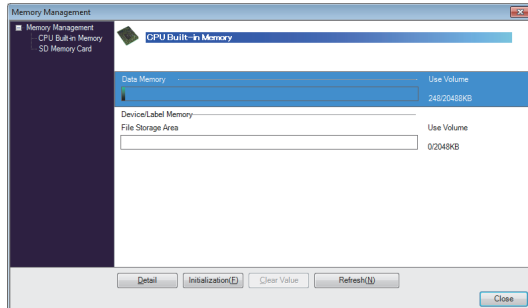 Memory Management
Memory Management
CPU Built-in Memory
SD Memory Card
CPU Built-in Memory
Data Memory
Use Volume
248/20488KB
Device/Label Memory
File Storage Area
Use Volume
0/2048KB
Detail
Initialization(F)
Clear Value
Refresh(N)
Close